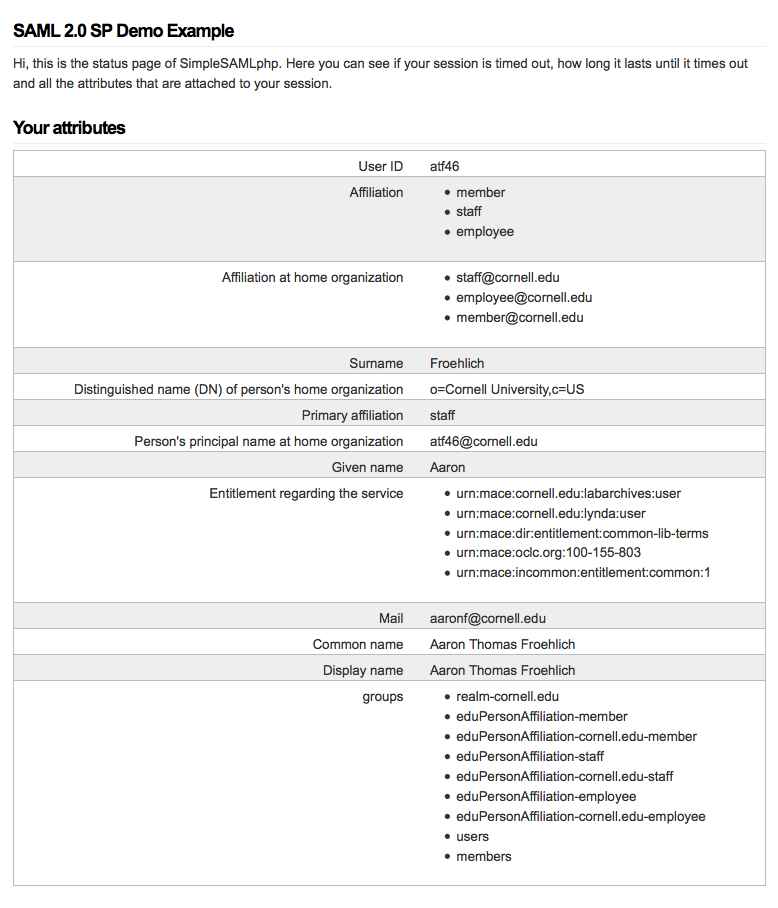 SAML 2.0 SP Demo Example
Hi, this is the status page of SimpleSAMLphp. Here you can see if your session is timed out, how long it lasts until it times out
and all the attributes that are attached to your session.
Your attributes
User ID atf46
Affiliation • member
• staff
• employee
Affiliation at home organization • staff@cornell.edu
• employee@cornell.edu
• member@cornell.edu
Surname Froehlich
Distinguished name (DN) of person's home organization o=Cornell University,c=US
Primary affiliation staff
Person's principal name at home organization atf46@cornell.edu
Given name Aaron
Entitlement regarding the service • urn:mace:cornell.edu:labarchives:user
• urn:mace:cornell.edu:lynda:user
• urn:mace:dir:entitlement:common-lib-terms
• urn:mace:oclc.org:100-155-803
• urn:mace:incommon:entitlement:common:1
Mail aaronf@cornell.edu
Common name Aaron Thomas Froehlich
Display name Aaron Thomas Froehlich
groups • realm-cornell.edu
• eduPersonAffiliation-member
• eduPersonAffiliation-cornell.edu-member
• eduPersonAffiliation-staff
• eduPersonAffiliation-cornell.edu-staff
• eduPersonAffiliation-employee
• eduPersonAffiliation-cornell.edu-employee
• users
• members